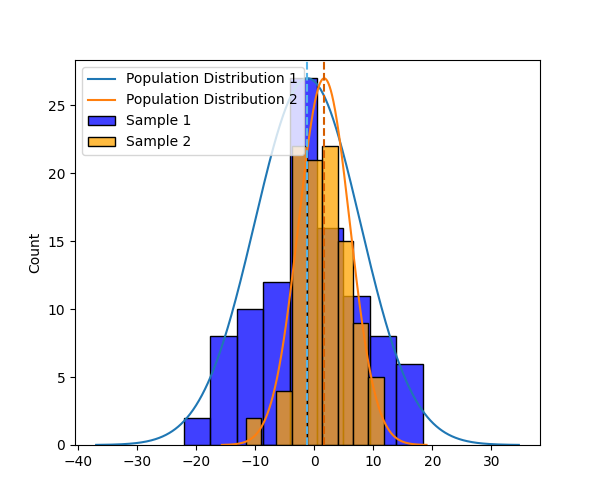 Population Distribution 1
Population Distribution 2
Sample 1
Sample 2
Count
25
20
15
10
5
0
−40 −30 −20 −10 0 10 20 30